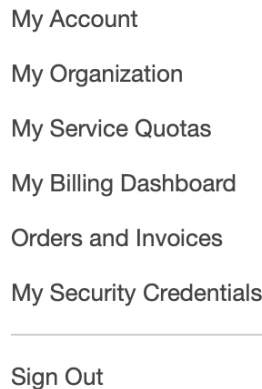 My Account
My Organization
My Service Quotas
My Billing Dashboard
Orders and Invoices
My Security Credentials
Sign Out